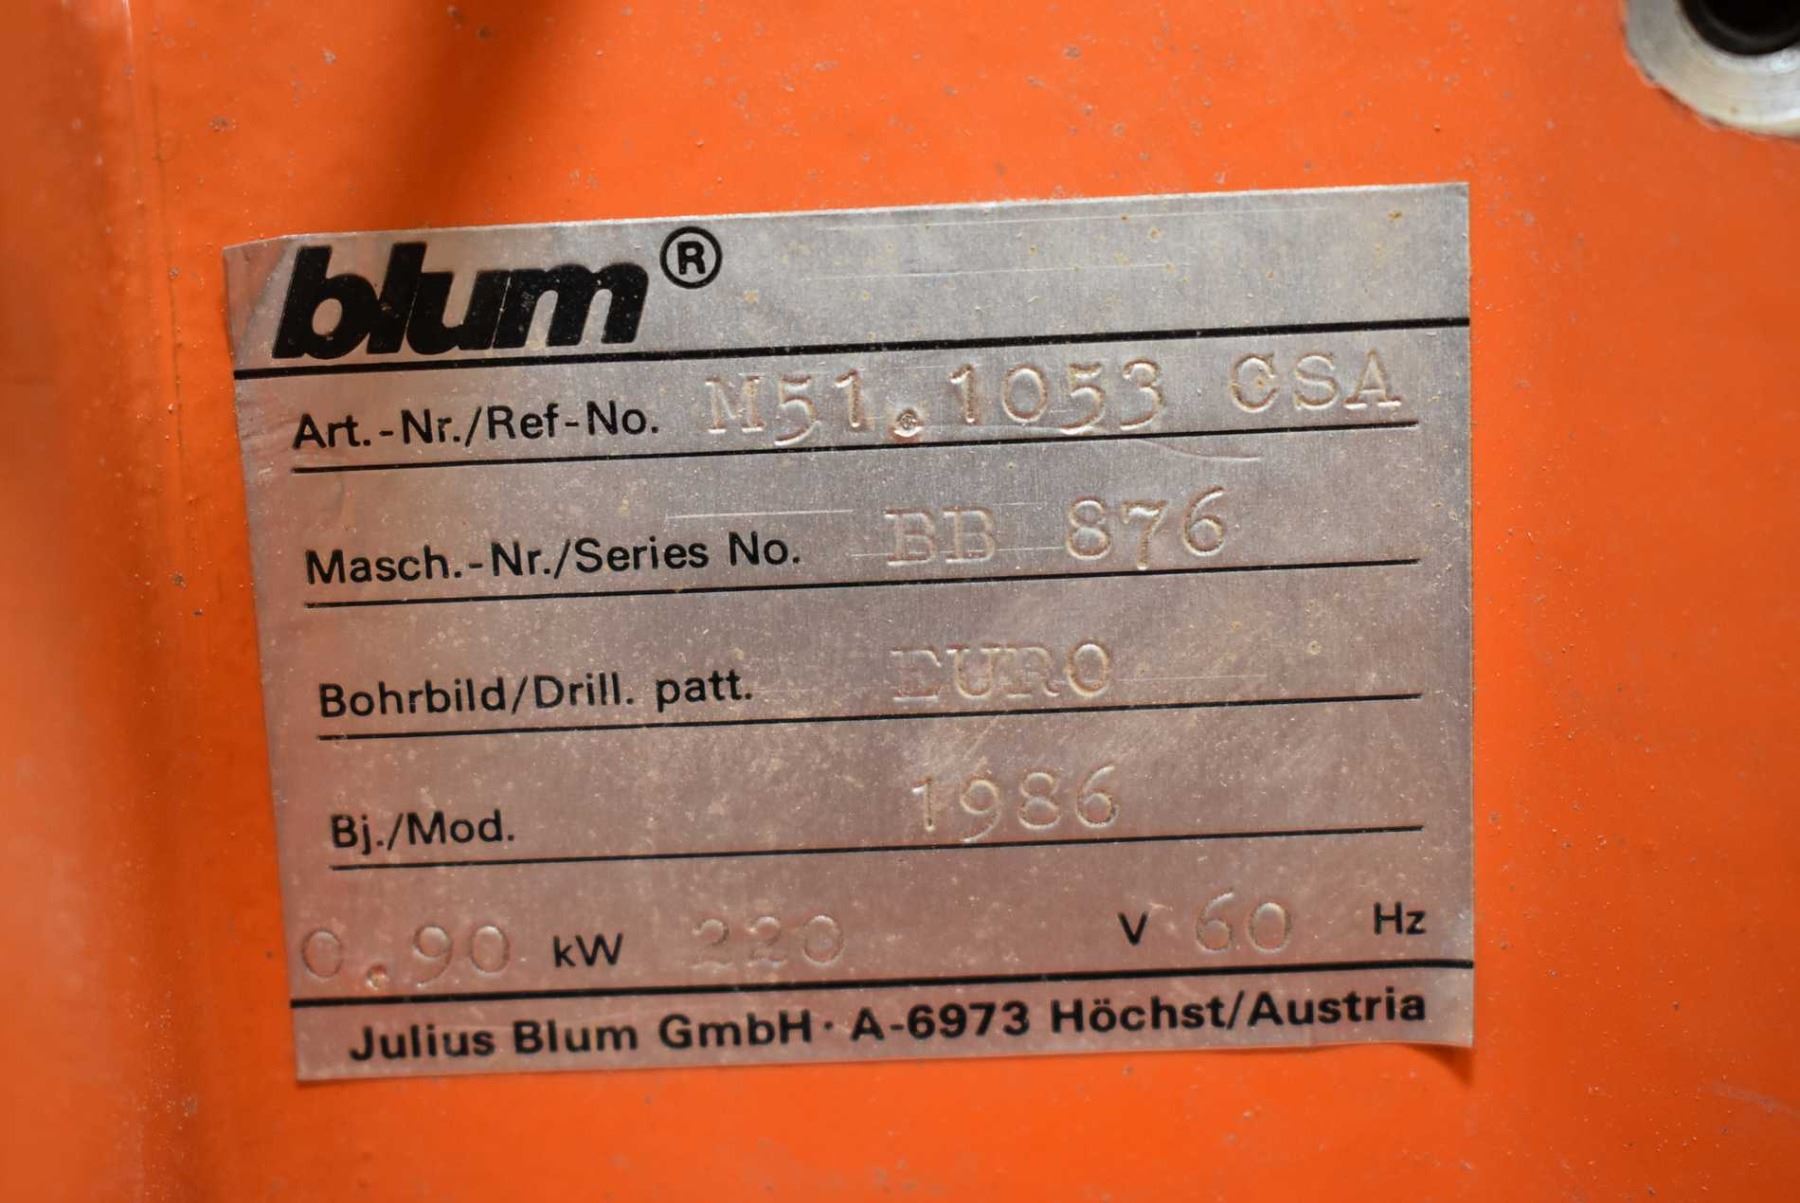 blum®
Art.-Nr./Ref-No. M51.1053 CSA
Masch.-Nr./Series No. BB 876
Bohrbild/Drill. patt. EURO
Bj./Mod. 1986
0.90 kW 220 V 60 Hz
Julius Blum GmbH · A-6973 Höchst/Austria